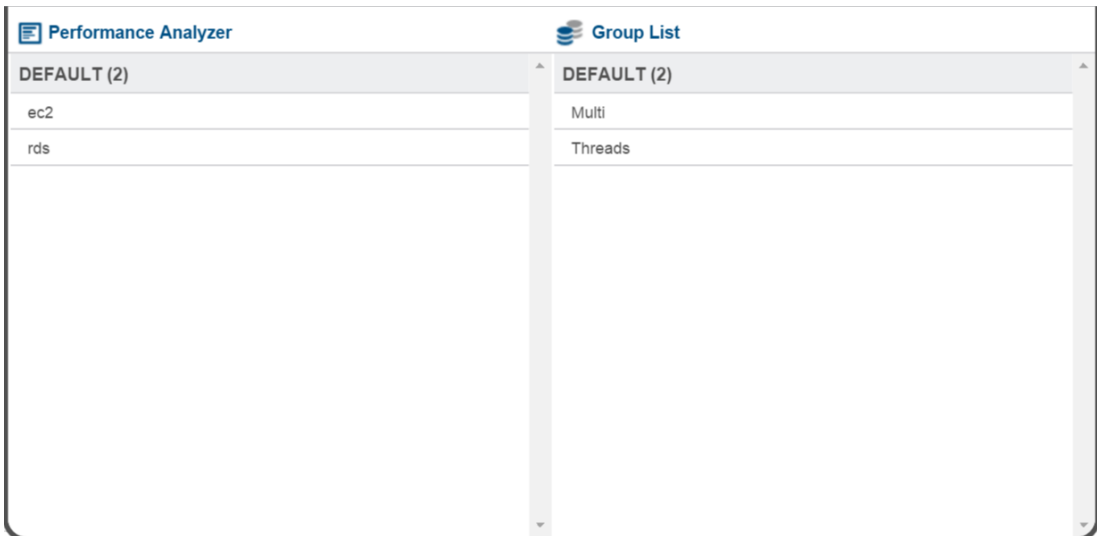 Performance Analyzer
DEFAULT (2)
ec2
rds
Group List
DEFAULT (2)
Multi
Threads